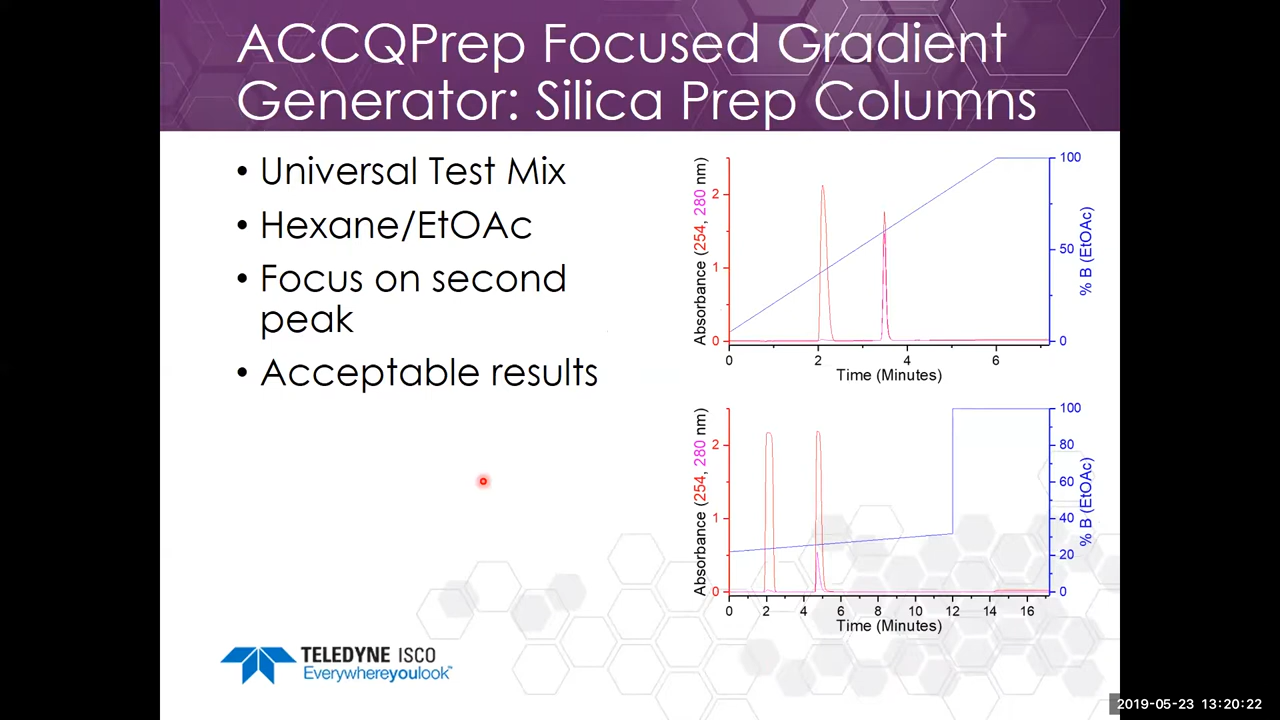 ACCQPrep Focused Gradient
Generator: Silica Prep Columns
• Universal Test Mix
• Hexane/EtOAc
• Focus on second
peak
• Acceptable results
Absorbance (254, 280 nm)
2
1
0
0 2 4 6
Time (Minutes)
100
50
0
% B (EtOAc)
Absorbance (254, 280 nm)
2
1
0
0 2 4 6 8 10 12 14 16
Time (Minutes)
100
80
60
40
20
0
% B (EtOAc)
TELEDYNE ISCO
Everywhereyoulook™
2019-05-23 13:20:22